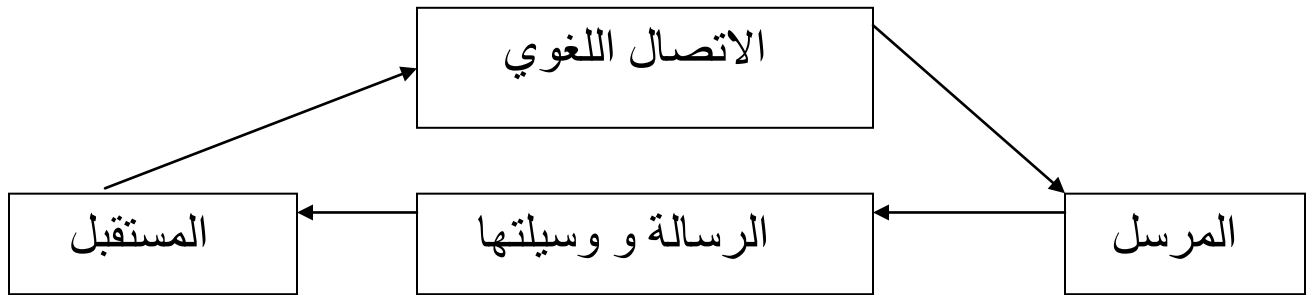 الاتصال اللغوي
المرسل
الرسالة و وسيلتها
المستقبل